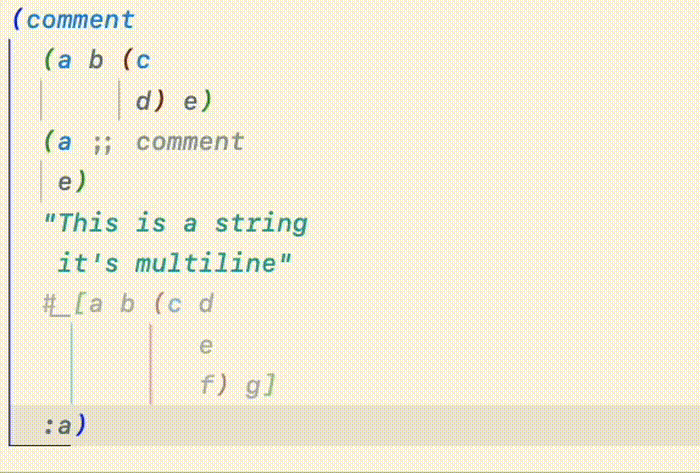 (comment
  (a b (c
        d) e)
  (a ;; comment
   e)
  "This is a string
   it's multiline"
  #_[a b (c d
            e
            f) g]
  :a)